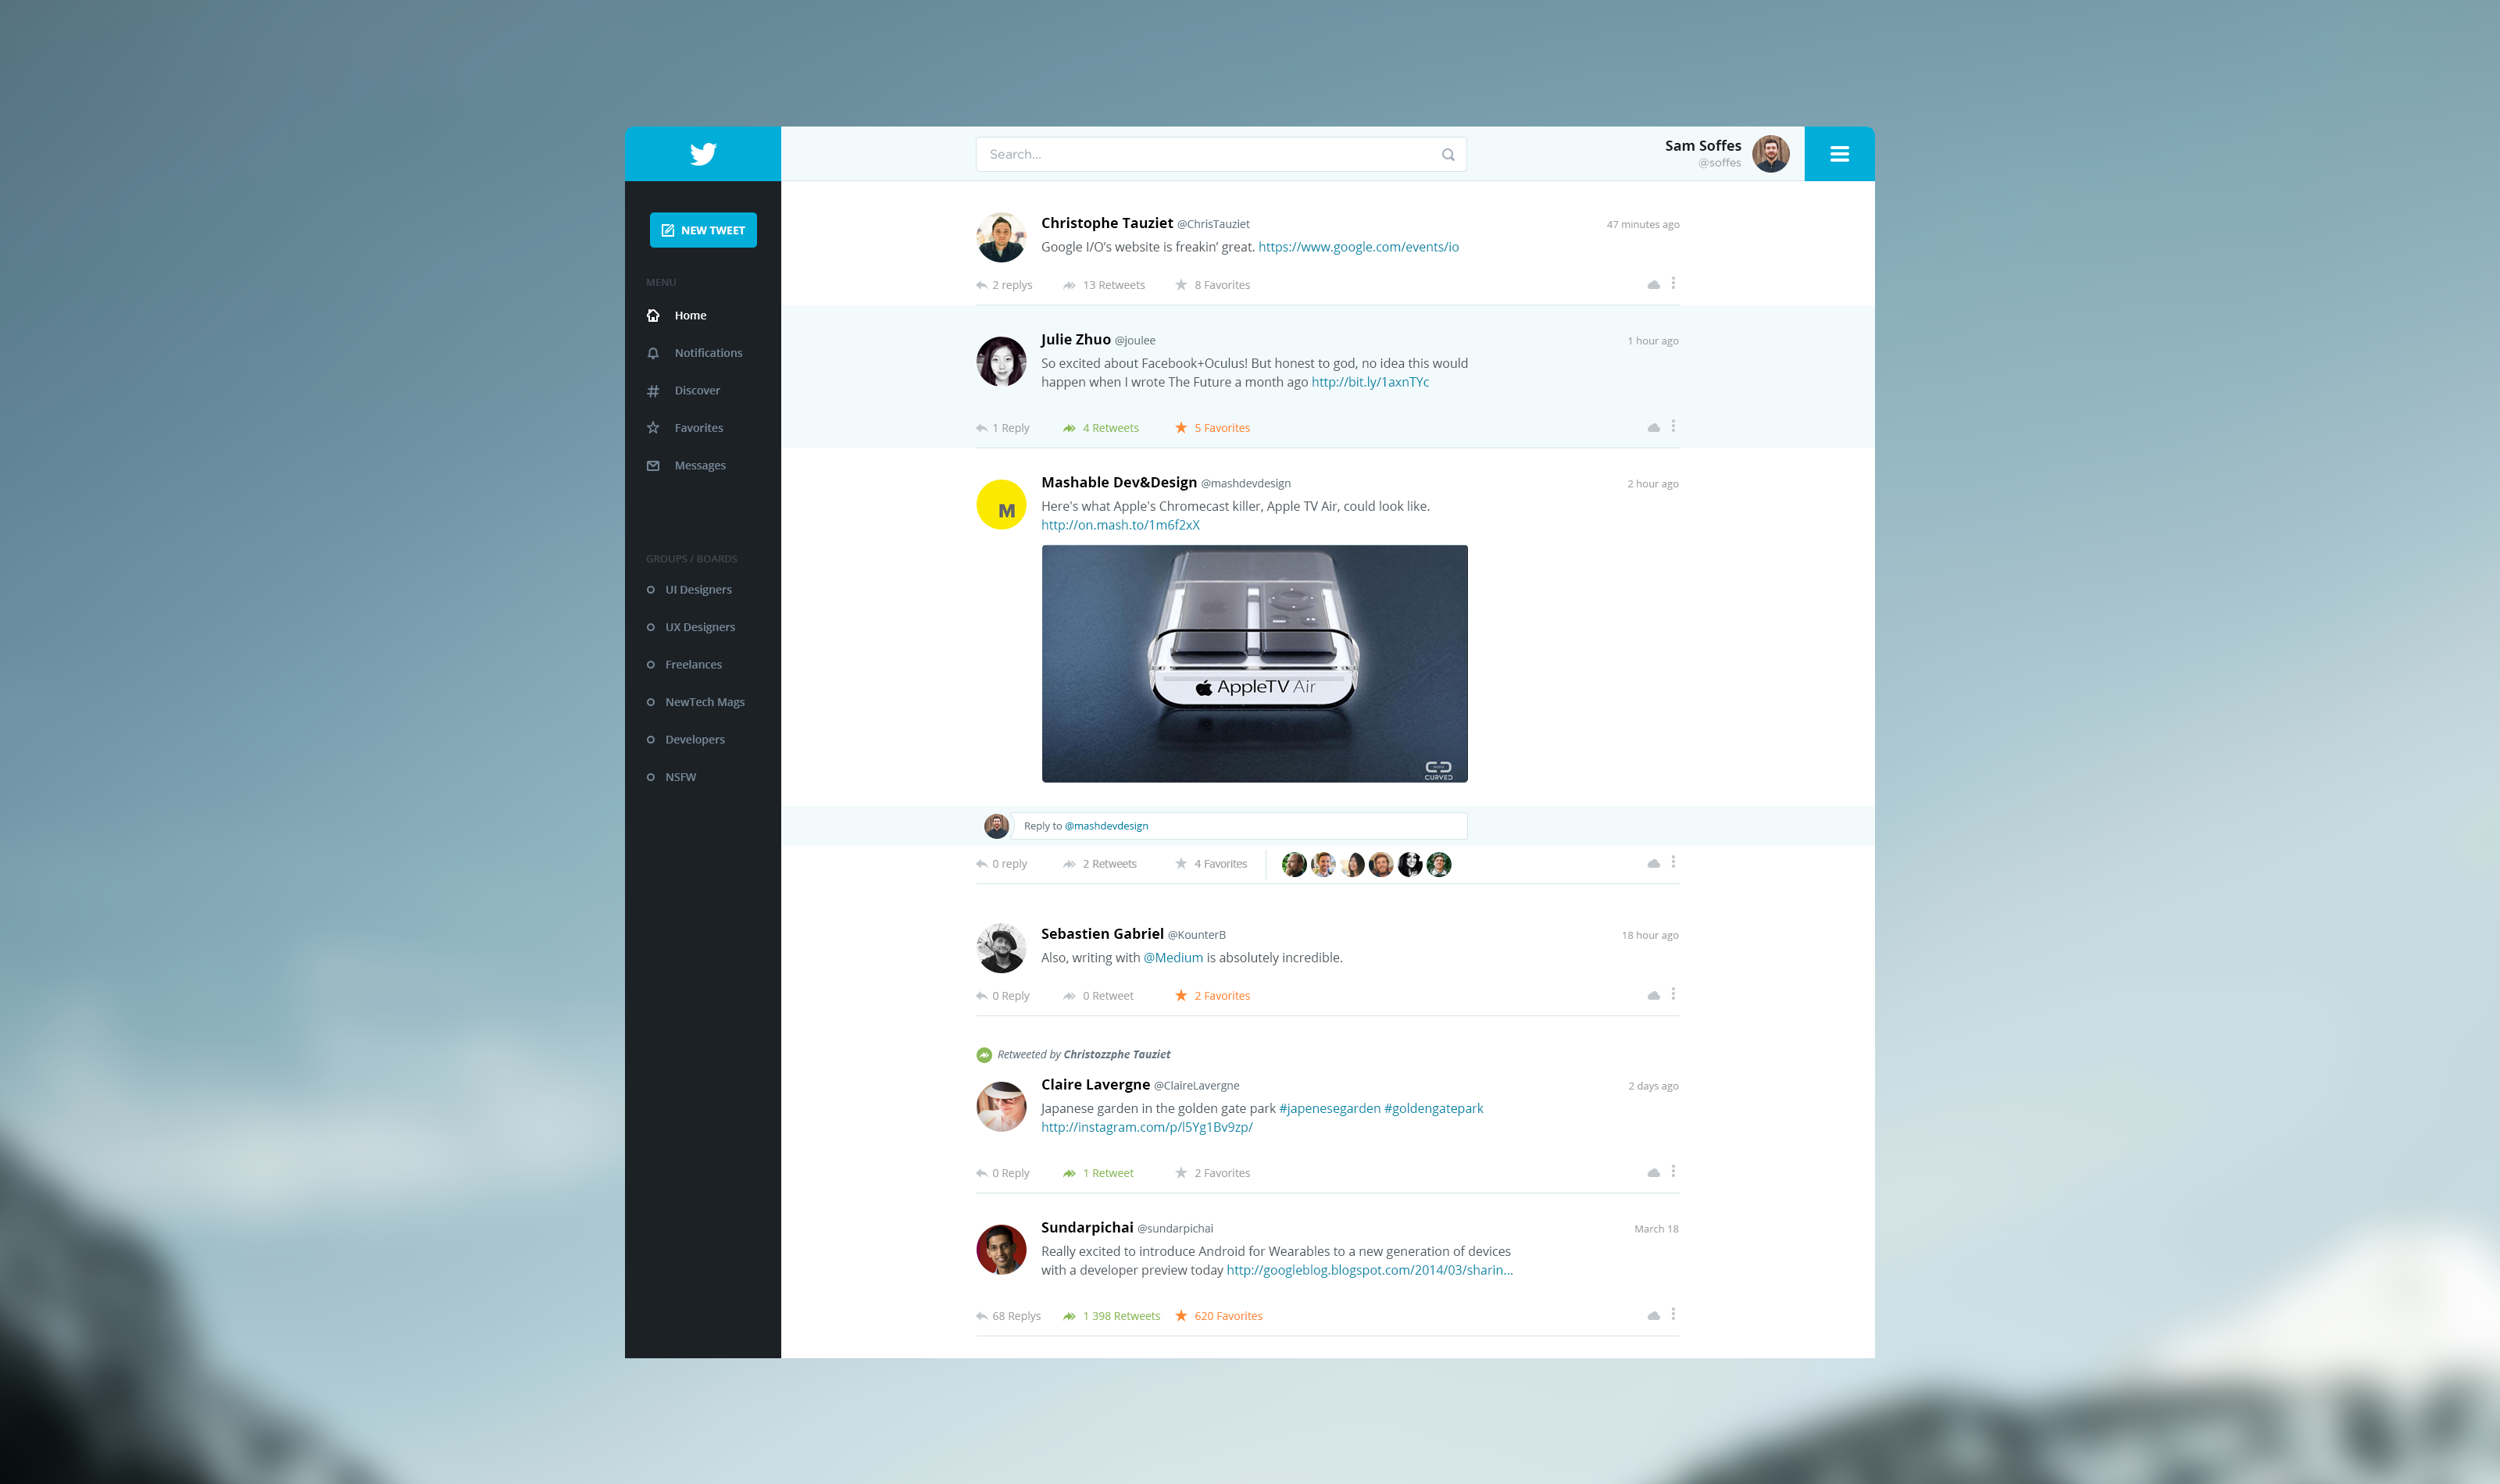 Search...
Sam Soffes
@soffes
NEW TWEET
MENU
Home
Notifications
Discover
Favorites
Messages
GROUPS / BOARDS
UI Designers
UX Designers
Freelances
NewTech Mags
Developers
NSFW
Christophe Tauziet @ChrisTauziet 47 minutes ago
Google I/O’s website is freakin’ great. https://www.google.com/events/io
2 replys 13 Retweets 8 Favorites
Julie Zhuo @joulee 1 hour ago
So excited about Facebook+Oculus! But honest to god, no idea this would
happen when I wrote The Future a month ago http://bit.ly/1axnTYc
1 Reply 4 Retweets 5 Favorites
Mashable Dev&Design @mashdevdesign 2 hour ago
M
Here's what Apple's Chromecast killer, Apple TV Air, could look like.
http://on.mash.to/1m6f2xX
AppleTV Air
CURVED
Reply to @mashdevdesign
0 reply 2 Retweets 4 Favorites
Sebastien Gabriel @KounterB 18 hour ago
Also, writing with @Medium is absolutely incredible.
0 Reply 0 Retweet 2 Favorites
Retweeted by Christozzphe Tauziet
Claire Lavergne @ClaireLavergne 2 days ago
Japanese garden in the golden gate park #japenesegarden #goldengatepark
http://instagram.com/p/l5Yg1Bv9zp/
0 Reply 1 Retweet 2 Favorites
Sundarpichai @sundarpichai March 18
Really excited to introduce Android for Wearables to a new generation of devices
with a developer preview today http://googleblog.blogspot.com/2014/03/sharin...
68 Replys 1 398 Retweets 620 Favorites